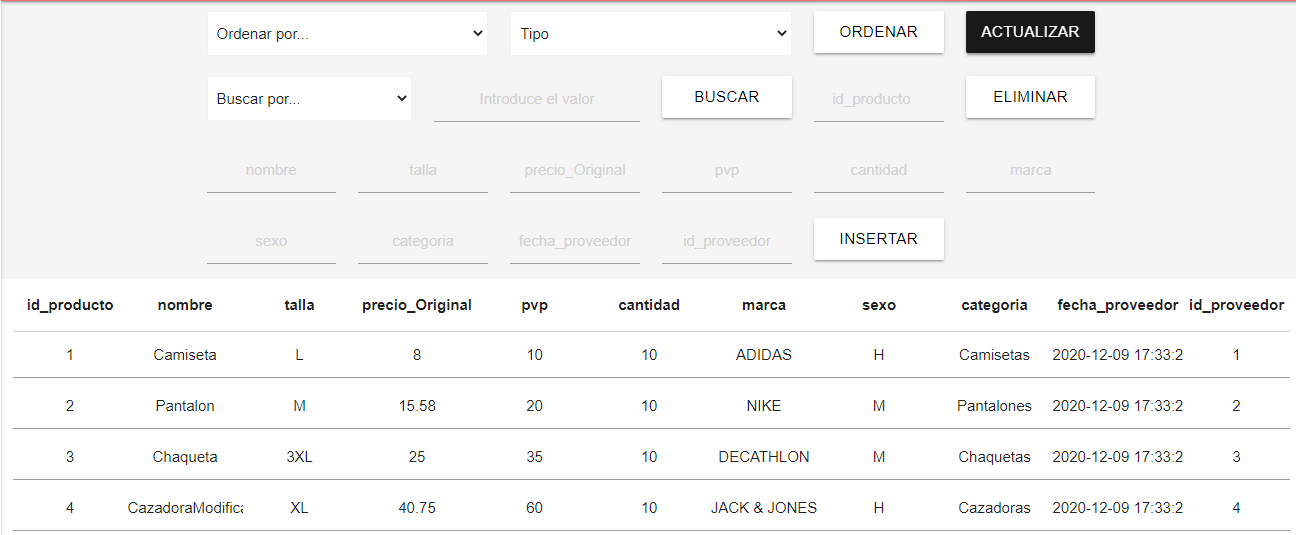 Ordenar por... Tipo ORDENAR ACTUALIZAR
Buscar por... Introduce el valor BUSCAR id_producto ELIMINAR
nombre talla precio_Original pvp cantidad marca
sexo categoria fecha_proveedor id_proveedor INSERTAR
id_producto nombre talla precio_Original pvp cantidad marca sexo categoria fecha_proveedor id_proveedor
1 Camiseta L 8 10 10 ADIDAS H Camisetas 2020-12-09 17:33:2 1
2 Pantalon M 15.58 20 10 NIKE M Pantalones 2020-12-09 17:33:2 2
3 Chaqueta 3XL 25 35 10 DECATHLON M Chaquetas 2020-12-09 17:33:2 3
4 CazadoraModifica XL 40.75 60 10 JACK & JONES H Cazadoras 2020-12-09 17:33:2 4